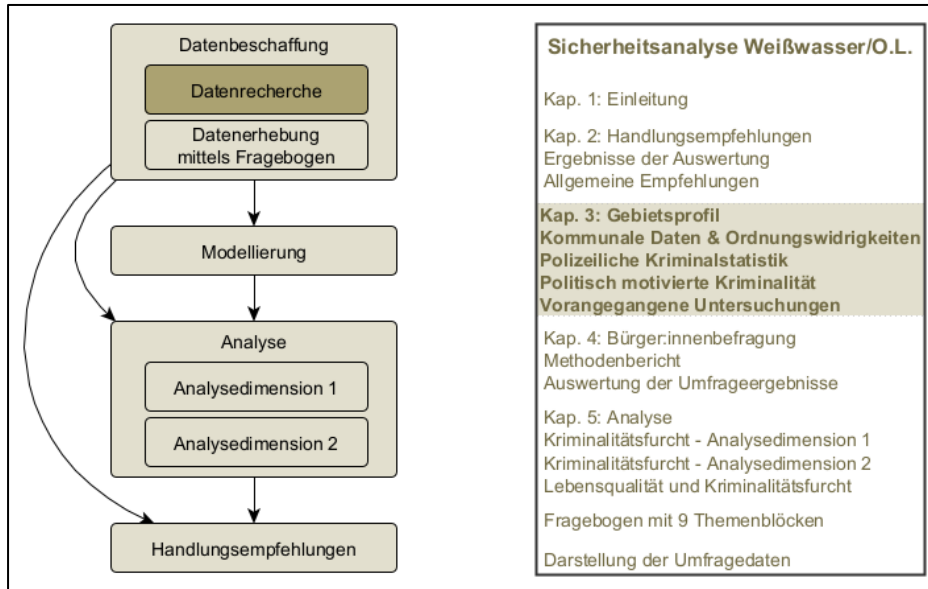 Datenbeschaffung
Datenrecherche
Datenerhebung
mittels Fragebogen
Modellierung
Analyse
Analysedimension 1
Analysedimension 2
Handlungsempfehlungen
Sicherheitsanalyse Weißwasser/O.L.
Kap. 1: Einleitung
Kap. 2: Handlungsempfehlungen
Ergebnisse der Auswertung
Allgemeine Empfehlungen
Kap. 3: Gebietsprofil
Kommunale Daten & Ordnungswidrigkeiten
Polizeiliche Kriminalstatistik
Politisch motivierte Kriminalität
Vorangegangene Untersuchungen
Kap. 4: Bürger:innenbefragung
Methodenbericht
Auswertung der Umfrageergebnisse
Kap. 5: Analyse
Kriminalitätsfurcht - Analysedimension 1
Kriminalitätsfurcht - Analysedimension 2
Lebensqualität und Kriminalitätsfurcht
Fragebogen mit 9 Themenblöcken
Darstellung der Umfragedaten